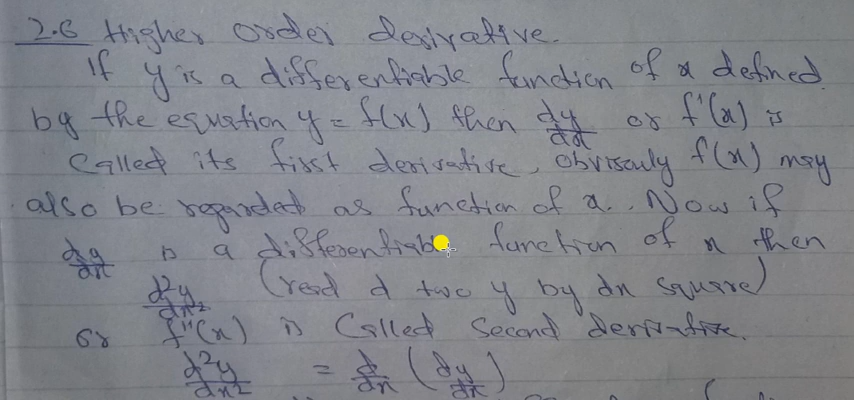 2.6 Higher order derivative.
If y is a differentiable function of x defined
by the equation y = f(x) then dy/dx or f'(x) is
called its first derivative, obviously f(x) may
also be regarded as function of x. Now if
dy/dx is a differentiable function of x then
d²y/dx² (read d two y by dx square)
or f''(x) is called second derivative.
d²y/dx² = d/dx (dy/dx)